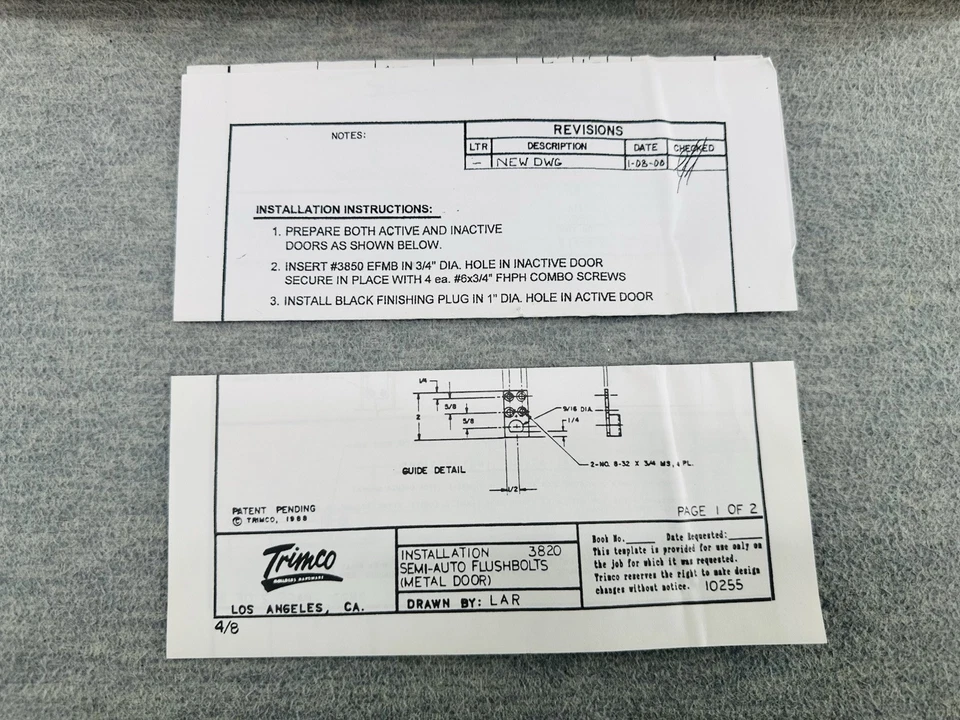 NOTES:
REVISIONS
LTR DESCRIPTION DATE CHECKED
- NEW DWG 1-03-00
INSTALLATION INSTRUCTIONS:
1. PREPARE BOTH ACTIVE AND INACTIVE
DOORS AS SHOWN BELOW.
2. INSERT #3850 EFMB IN 3/4" DIA. HOLE IN INACTIVE DOOR
SECURE IN PLACE WITH 4 ea. #6x3/4" FHPH COMBO SCREWS
3. INSTALL BLACK FINISHING PLUG IN 1" DIA. HOLE IN ACTIVE DOOR
1/4
5/8
2
5/8
9/16 DIA.
1/4
2-NO. 8-32 X 3/4 MS, 4 PL.
GUIDE DETAIL
1/2
PATENT PENDING
© TRIMCO, 1988
PAGE 1 OF 2
Trimco
BUILDERS HARDWARE
LOS ANGELES, CA.
INSTALLATION 3820
SEMI-AUTO FLUSHBOLTS
(METAL DOOR)
DRAWN BY: LAR
Book No.____ Date Requested:____
This template is provided for use only on
the job for which it was requested.
Trimco reserves the right to make design
changes without notice. 10255
4/8